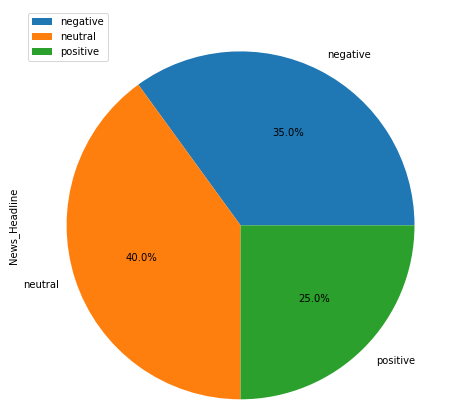 negative
neutral
positive
negative
35.0%
News_Headline
40.0%
neutral
25.0%
positive